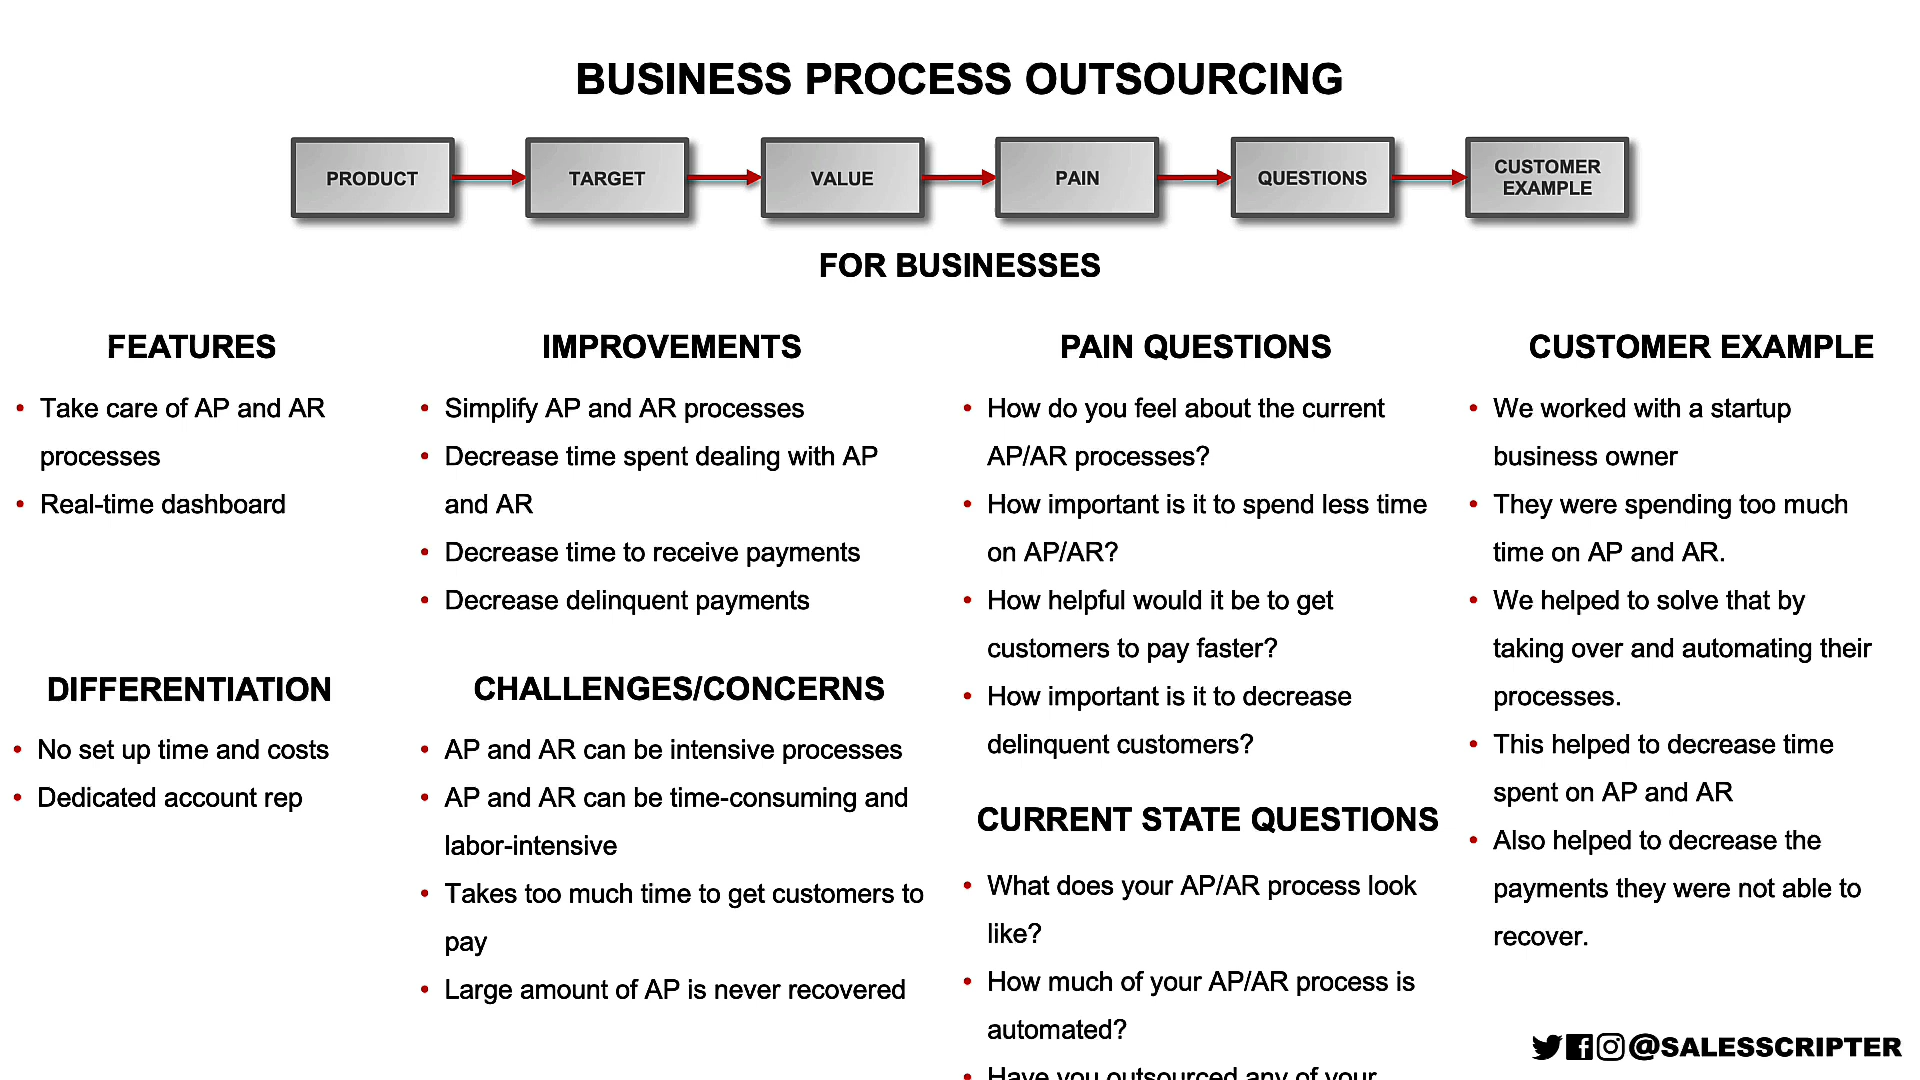 BUSINESS PROCESS OUTSOURCING
PRODUCT
TARGET
VALUE
PAIN
QUESTIONS
CUSTOMER
EXAMPLE
FOR BUSINESSES
FEATURES
• Take care of AP and AR
processes
• Real-time dashboard
DIFFERENTIATION
• No set up time and costs
• Dedicated account rep
IMPROVEMENTS
• Simplify AP and AR processes
• Decrease time spent dealing with AP
and AR
• Decrease time to receive payments
• Decrease delinquent payments
CHALLENGES/CONCERNS
• AP and AR can be intensive processes
• AP and AR can be time-consuming and
labor-intensive
• Takes too much time to get customers to
pay
• Large amount of AP is never recovered
PAIN QUESTIONS
• How do you feel about the current
AP/AR processes?
• How important is it to spend less time
on AP/AR?
• How helpful would it be to get
customers to pay faster?
• How important is it to decrease
delinquent customers?
CURRENT STATE QUESTIONS
• What does your AP/AR process look
like?
• How much of your AP/AR process is
automated?
• Have you outsourced any of your
CUSTOMER EXAMPLE
• We worked with a startup
business owner
• They were spending too much
time on AP and AR.
• We helped to solve that by
taking over and automating their
processes.
• This helped to decrease time
spent on AP and AR
• Also helped to decrease the
payments they were not able to
recover.
@SALESSCRIPTER